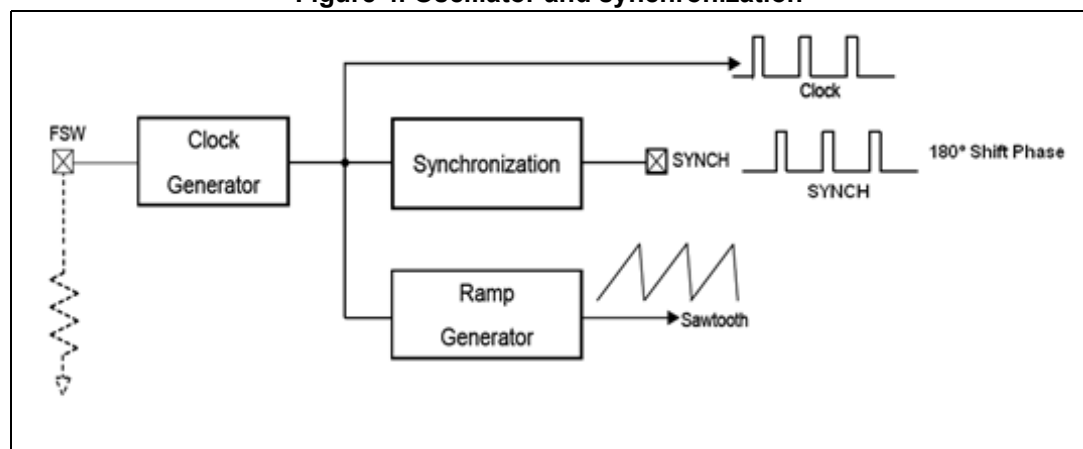 FSW
Clock
Generator
Synchronization
SYNCH
Clock
180° Shift Phase
SYNCH
Ramp
Generator
Sawtooth